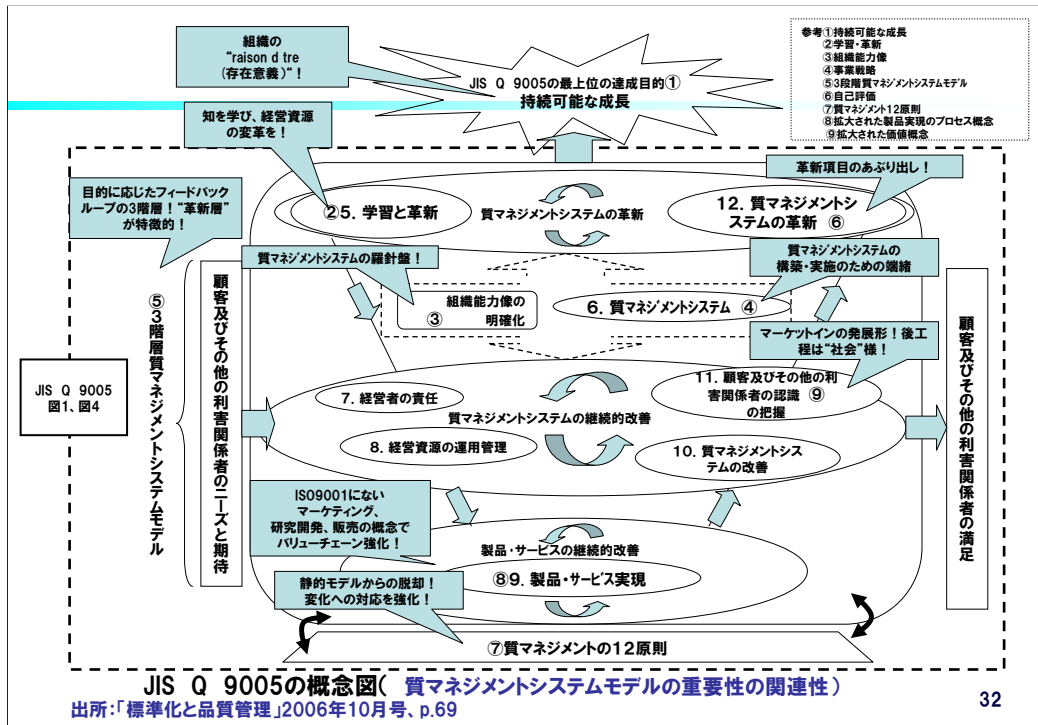 組織の
“raison d tre
(存在意義)“！
JIS Q 9005の最上位の達成目的①
持続可能な成長
参考①持続可能な成長
②学習・革新
③組織能力像
④事業戦略
⑤3段階質マネジメントシステムモデル
⑥自己評価
⑦質マネジメント12原則
⑧拡大された製品実現のプロセス概念
⑨拡大された価値概念
知を学び、経営資源
の変革を！
目的に応じたフィードバック
ループの3階層！“革新層”
が特徴的！
②5. 学習と革新
質マネジメントシステムの革新
12. 質マネジメントシ
ステムの革新 ⑥
革新項目のあぶり出し！
質マネジメントシステムの羅針盤！
組織能力像の
③ 明確化
6. 質マネジメントシステム ④
質マネジメントシステムの
構築・実施のための端緒
マーケットインの発展形！後工
程は“社会”様！
JIS Q 9005
図1、図4
⑤3階層質マネジメントシステムモデル
顧客及びその他の利害関係者のニーズと期待
7. 経営者の責任
質マネジメントシステムの継続的改善
8. 経営資源の運用管理
11. 顧客及びその他の利
害関係者の認識 ⑨
の把握
10. 質マネジメントシス
テムの改善
顧客及びその他の利害関係者の満足
ISO9001にない
マーケティング、
研究開発、販売の概念で
バリューチェーン強化！
製品・サービスの継続的改善
⑧9. 製品・サービス実現
静的モデルからの脱却！
変化への対応を強化！
⑦質マネジメントの12原則
JIS Q 9005の概念図( 質マネジメントシステムモデルの重要性の関連性)
出所：「標準化と品質管理」2006年10月号、p.69
32